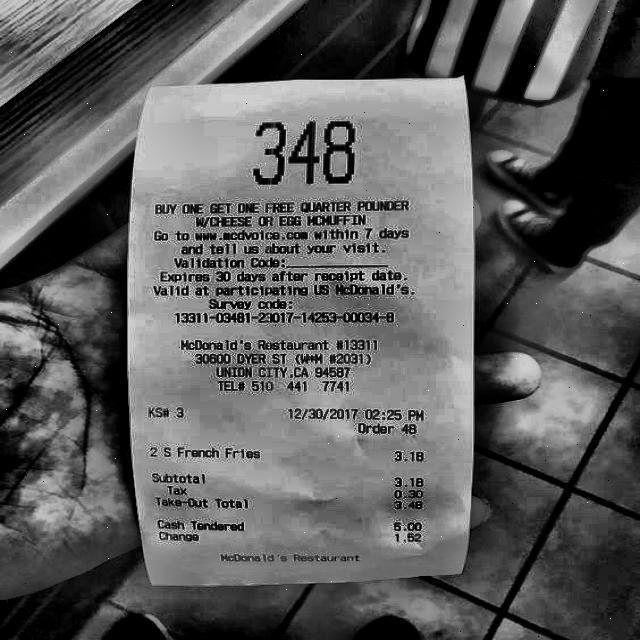 348
BUY ONE GET ONE FREE QUARTER POUNDER
W/CHEESE OR EGG MCMUFFIN
Go to www.mcdvoice.com within 7 days
and tell us about your visit.
Validation Code:
Expires 30 days after receipt date.
Valid at participating US McDonald's.
Survey code:
13311-03481-23017-14253-00034-8
McDonald's Restaurant #13311
30600 DYER ST (W#M #2031)
UNION CITY,CA 94587
TEL# 510 441 7741
KS# 3 12/30/2017 02:25 PM
Order 48
2 S French Fries 3.18
Subtotal 3.18
Tax 0.30
Take-Out Total 3.48
Cash Tendered 5.00
Change 1.52
McDonald's Restaurant